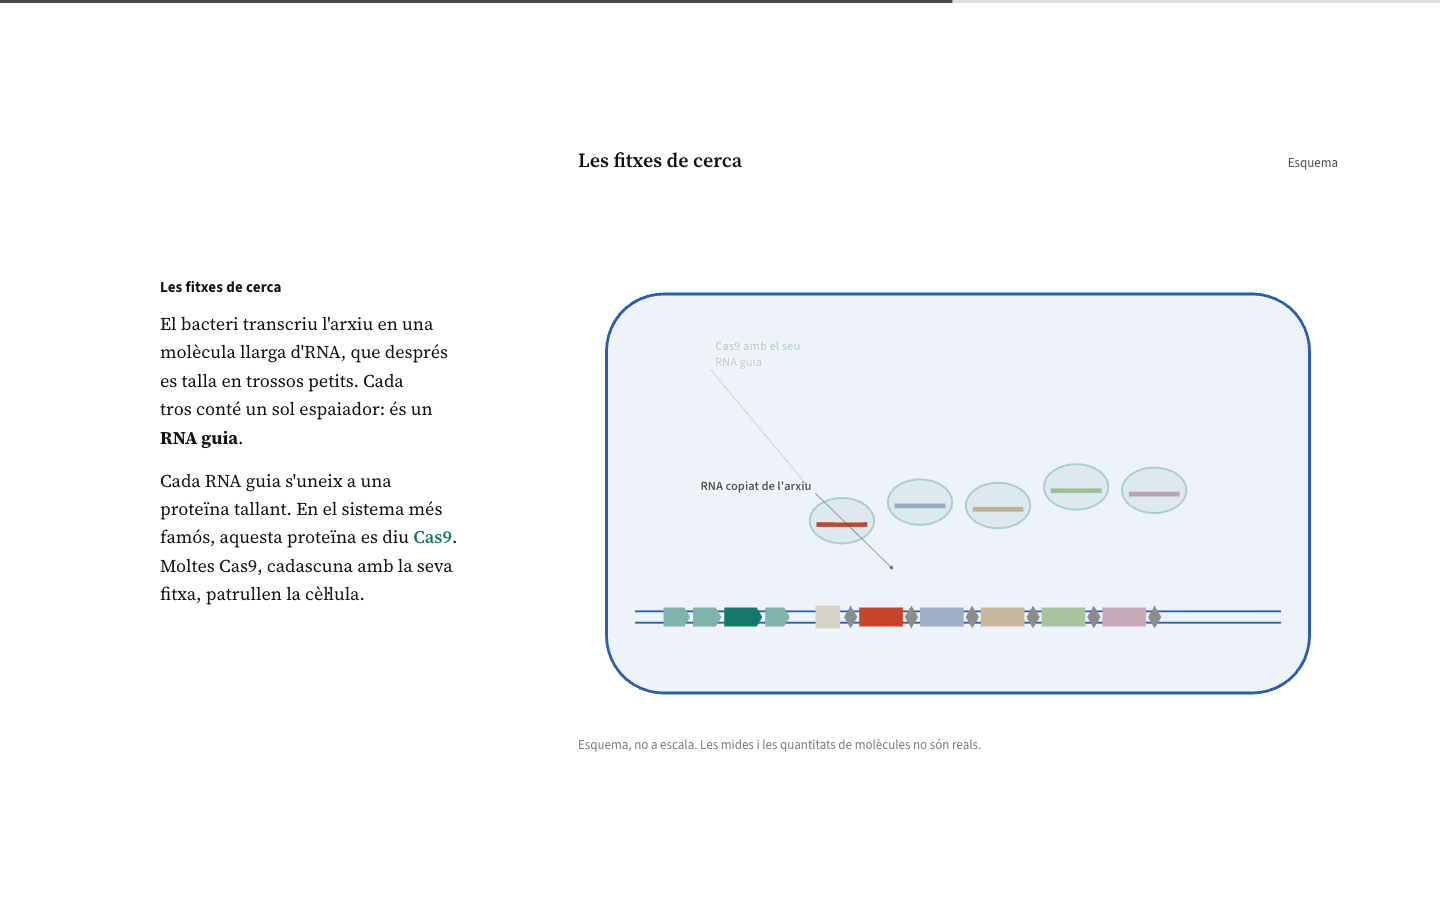 Les fitxes de cerca
Esquema
Les fitxes de cerca
El bacteri transcriu l'arxiu en una
molècula llarga d'RNA, que després
es talla en trossos petits. Cada
tros conté un sol espaiador: és un
RNA guia.
Cada RNA guia s'uneix a una
proteïna tallant. En el sistema més
famós, aquesta proteïna es diu Cas9.
Moltes Cas9, cadascuna amb la seva
fitxa, patrullen la cèl·lula.
Cas9 amb el seu
RNA guia
RNA copiat de l'arxiu
Esquema, no a escala. Les mides i les quantitats de molècules no són reals.